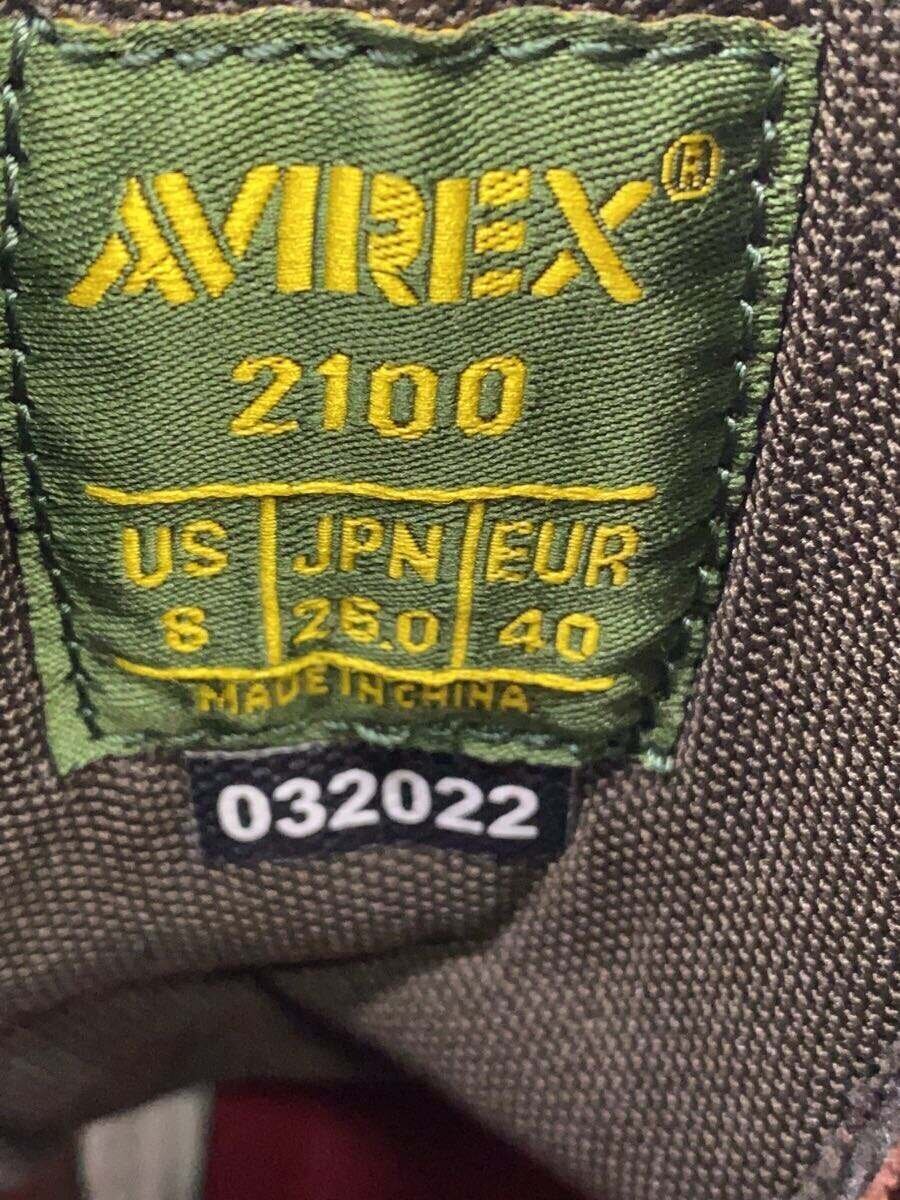 AVIREX®
2100
US JPN EUR
8 26.0 40
MADE IN CHINA
032022